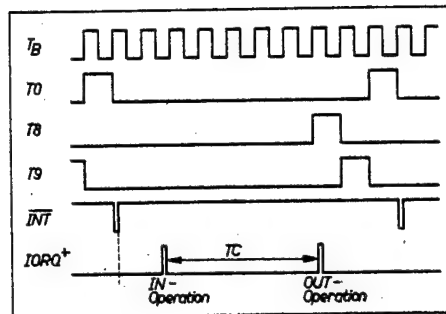 T_B
T0
T8
T9
INT
IORQ+
TC
IN-
Operation
OUT-
Operation